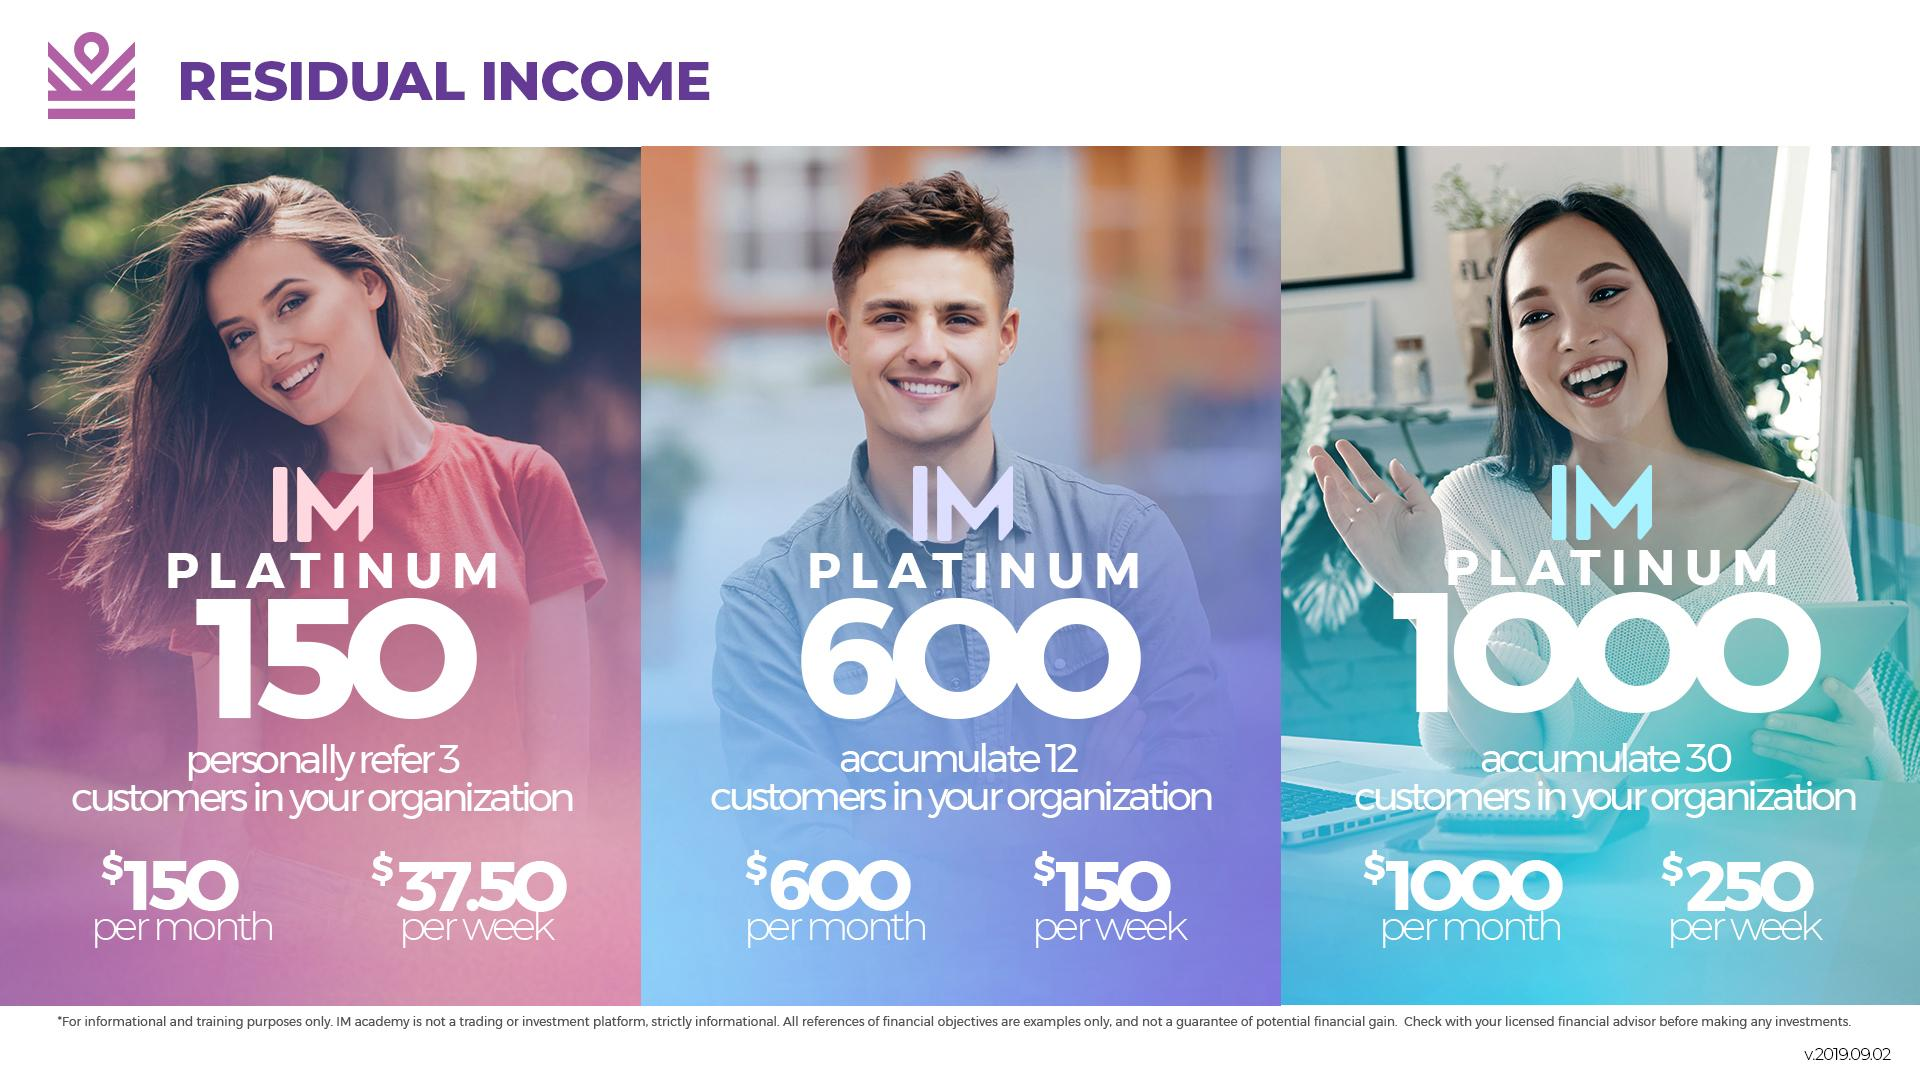 RESIDUAL INCOME
IM
PLATINUM
150
personally refer 3
customers in your organization
$150
per month
$37.50
per week
IM
PLATINUM
600
accumulate 12
customers in your organization
$600
per month
$150
per week
IM
PLATINUM
1000
accumulate 30
customers in your organization
$1000
per month
$250
per week
*For informational and training purposes only. IM academy is not a trading or investment platform, strictly informational. All references of financial objectives are examples only, and not a guarantee of potential financial gain.  Check with your licensed financial advisor before making any investments.
v.2019.09.02